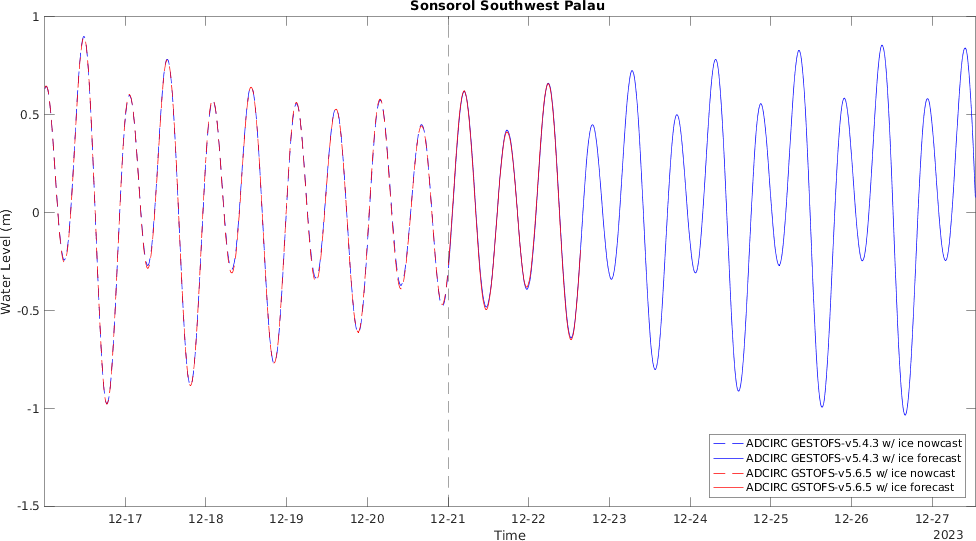 Sonsorol Southwest Palau
1
0.5
0
-0.5
-1
-1.5
Water Level (m)
ADCIRC GESTOFS-v5.4.3 w/ ice nowcast
ADCIRC GESTOFS-v5.4.3 w/ ice forecast
ADCIRC GSTOFS-v5.6.5 w/ ice nowcast
ADCIRC GSTOFS-v5.6.5 w/ ice forecast
12-17 12-18 12-19 12-20 12-21 12-22 12-23 12-24 12-25 12-26 12-27
Time
2023